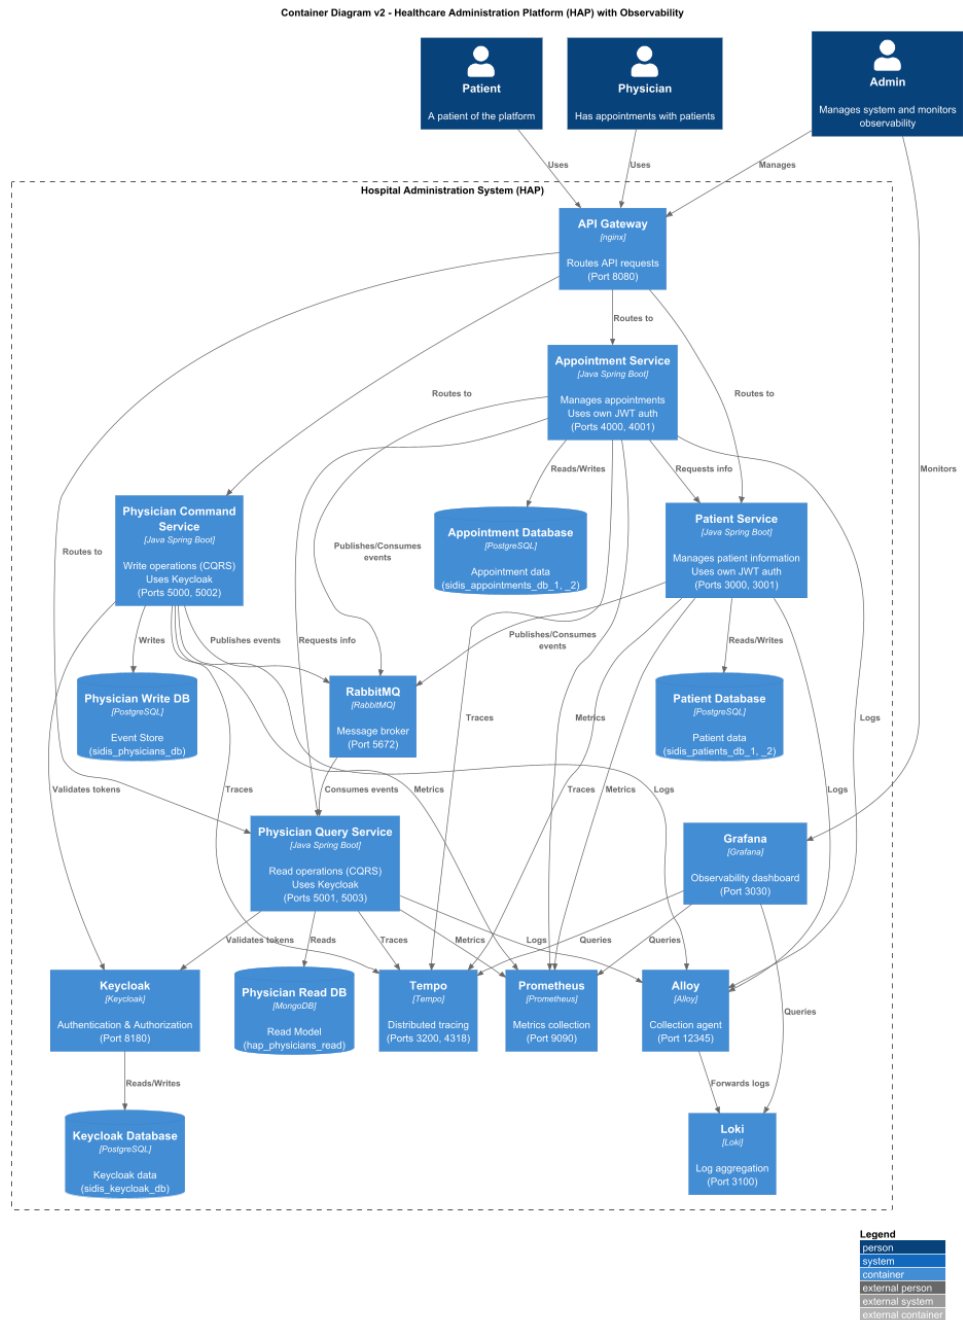 Container Diagram v2 - Healthcare Administration Platform (HAP) with Observability
Patient
A patient of the platform
Physician
Has appointments with patients
Admin
Manages system and monitors
observability
Uses
Uses
Manages
Hospital Administration System (HAP)
API Gateway
[nginx]
Routes API requests
(Port 8080)
Routes to
Appointment Service
[Java Spring Boot]
Manages appointments
Uses own JWT auth
(Ports 4000, 4001)
Routes to
Routes to
Reads/Writes
Requests info
Monitors
Physician Command
Service
[Java Spring Boot]
Write operations (CQRS)
Uses Keycloak
(Ports 5000, 5002)
Appointment Database
[PostgreSQL]
Appointment data
(sidis_appointments_db_1, _2)
Patient Service
[Java Spring Boot]
Manages patient information
Uses own JWT auth
(Ports 3000, 3001)
Routes to
Publishes/Consumes
events
Writes
Publishes events
Requests info
Publishes/Consumes
events
Reads/Writes
Physician Write DB
[PostgreSQL]
Event Store
(sidis_physicians_db)
RabbitMQ
[RabbitMQ]
Message broker
(Port 5672)
Patient Database
[PostgreSQL]
Patient data
(sidis_patients_db_1, _2)
Traces
Metrics
Logs
Validates tokens
Traces
Consumes events
Metrics
Traces
Metrics
Logs
Logs
Physician Query Service
[Java Spring Boot]
Read operations (CQRS)
Uses Keycloak
(Ports 5001, 5003)
Grafana
[Grafana]
Observability dashboard
(Port 3030)
Validates tokens
Reads
Traces
Metrics
Logs
Queries
Queries
Keycloak
[Keycloak]
Authentication & Authorization
(Port 8180)
Physician Read DB
[MongoDB]
Read Model
(hap_physicians_read)
Tempo
[Tempo]
Distributed tracing
(Ports 3200, 4318)
Prometheus
[Prometheus]
Metrics collection
(Port 9090)
Alloy
[Alloy]
Collection agent
(Port 12345)
Queries
Reads/Writes
Forwards logs
Keycloak Database
[PostgreSQL]
Keycloak data
(sidis_keycloak_db)
Loki
[Loki]
Log aggregation
(Port 3100)
Legend
person
system
container
external person
external system
external container